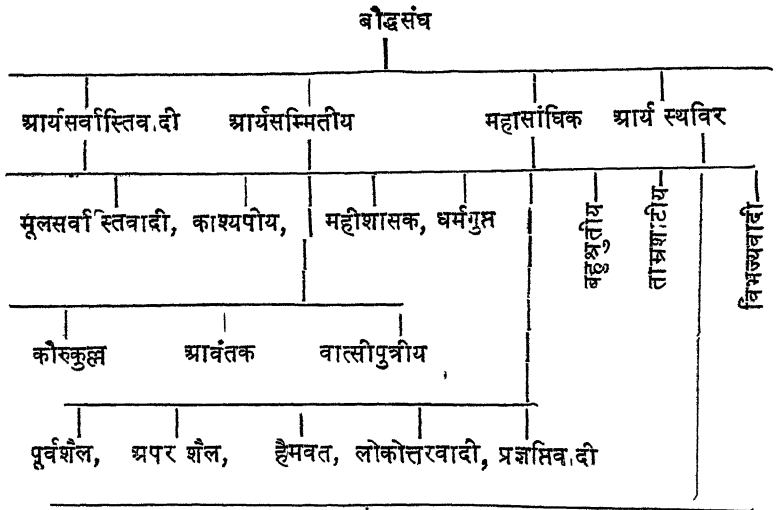 बौद्धसंघ
आर्यसर्वास्तिव.दी आर्यसम्मितीय महासांघिक आर्य स्थविर
मूलसर्वास्तिवादी, काश्यपोय, महीशासक, धर्मगुप्त बहुश्रुतीय ताम्रशाटीय विभज्यवादी
कौरुकुल्ल आवंतक वात्सीपुत्रीय
पूर्वशैल, अपर शैल, हैमवत, लोकोत्तरवादी, प्रज्ञप्तिव.दी